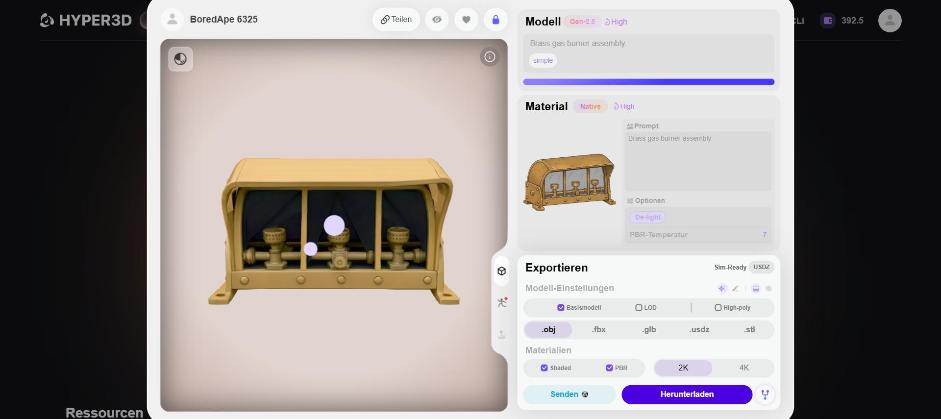 HYPER3D
BoredApe 6325
Teilen
CLI
392.5
Modell Gen-2.5 High
Brass gas burner assembly.
simple
Material Native High
Prompt
Brass gas burner assembly.
Optionen
De-light
PBR-Temperatur 7
Exportieren Sim-Ready USDZ
Modell-Einstellungen
Basismodell LOD High-poly
.obj .fbx .glb .usdz .stl
Materialien
Shaded PBR 2K 4K
Senden Herunterladen
Ressourcen